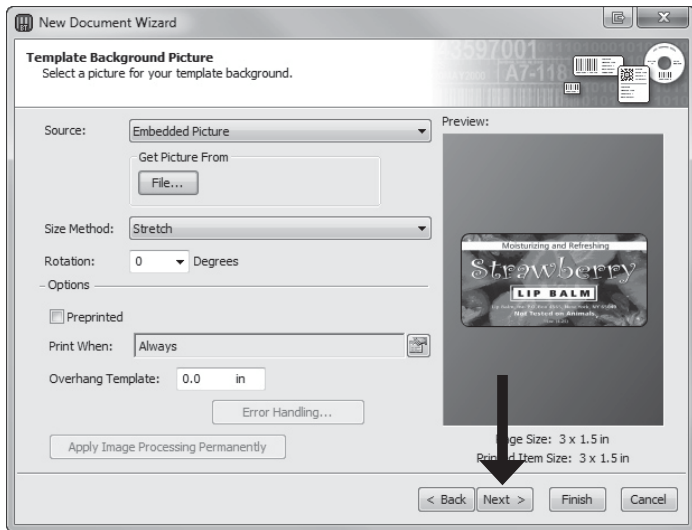 New Document Wizard
Template Background Picture
Select a picture for your template background.
Source: Embedded Picture
Get Picture From
File...
Size Method: Stretch
Rotation: 0 Degrees
Options
Preprinted
Print When: Always
Overhang Template: 0.0 in
Error Handling...
Apply Image Processing Permanently
Preview:
Moisturizing and Refreshing
Strawberry
LIP BALM
Not Tested on Animals
Size: 3 x 1.5 in
Item Size: 3 x 1.5 in
< Back
Next >
Finish
Cancel